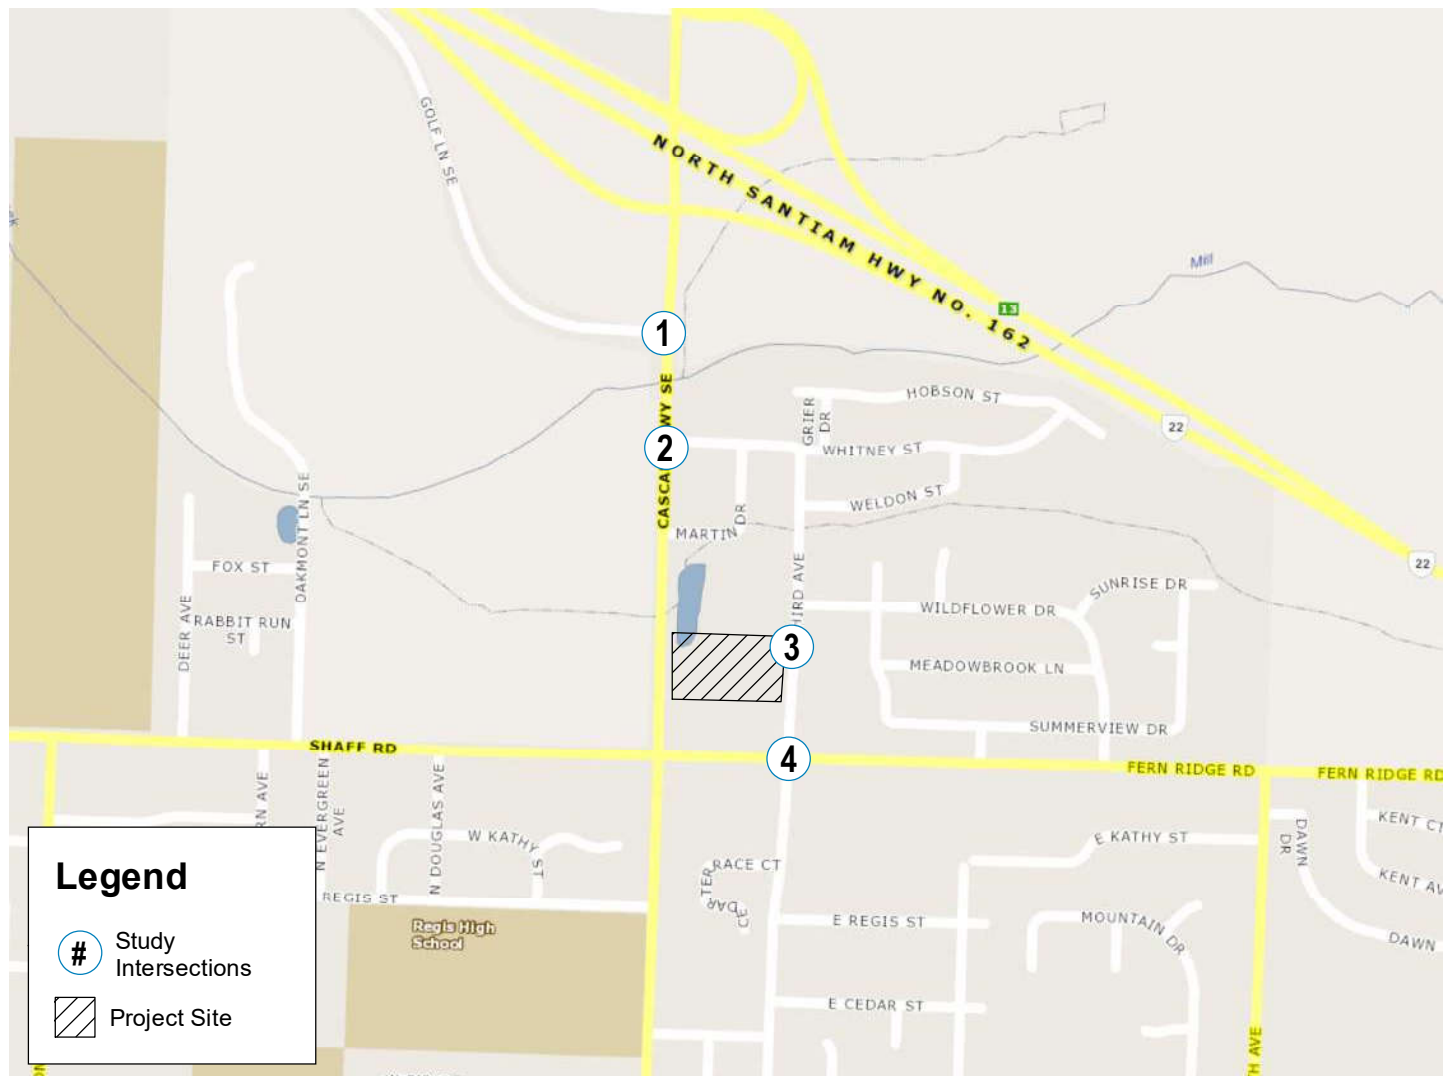 GOLF LN SE
NORTH SANTIAM HWY NO. 162
13
Mill
1
22
HOBSON ST
GRIER
DR
2
WHITNEY ST
WELDON ST
MARTIN DR
22
OAKMONT LN SE
FOX ST
RABBIT RUN
ST
DEER AVE
WILDFLOWER DR
SUNRISE DR
3
MEADOWBROOK LN
SUMMERVIEW DR
SHAFF RD
4
FERN RIDGE RD
FERN RIDGE RD
N EVERGREEN
AVE
N DOUGLAS AVE
W KATHY ST
REGIS ST
Regis High
School
RACE CT
E KATHY ST
DAWN
DR
KENT CT
KENT AV
DAWN
E REGIS ST
MOUNTAIN DR
E CEDAR ST
Legend
#
Study
Intersections
Project Site